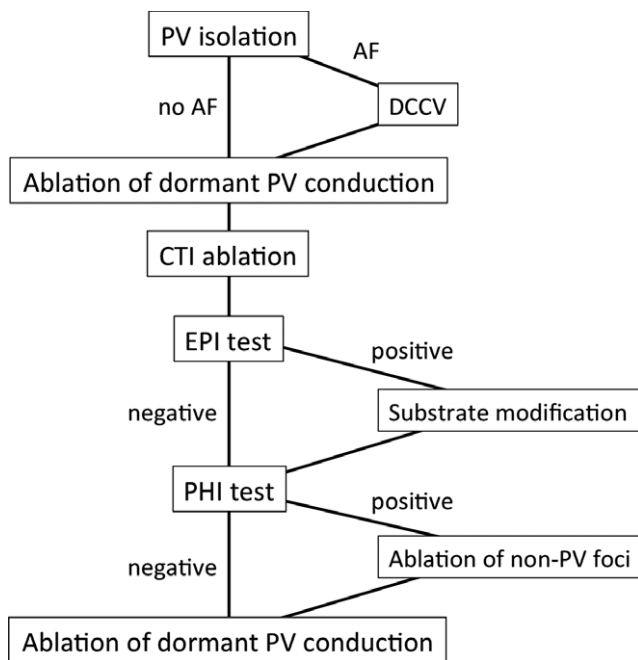 PV isolation
AF
no AF
DCCV
Ablation of dormant PV conduction
CTI ablation
EPI test
positive
negative
Substrate modification
PHI test
positive
negative
Ablation of non-PV foci
Ablation of dormant PV conduction